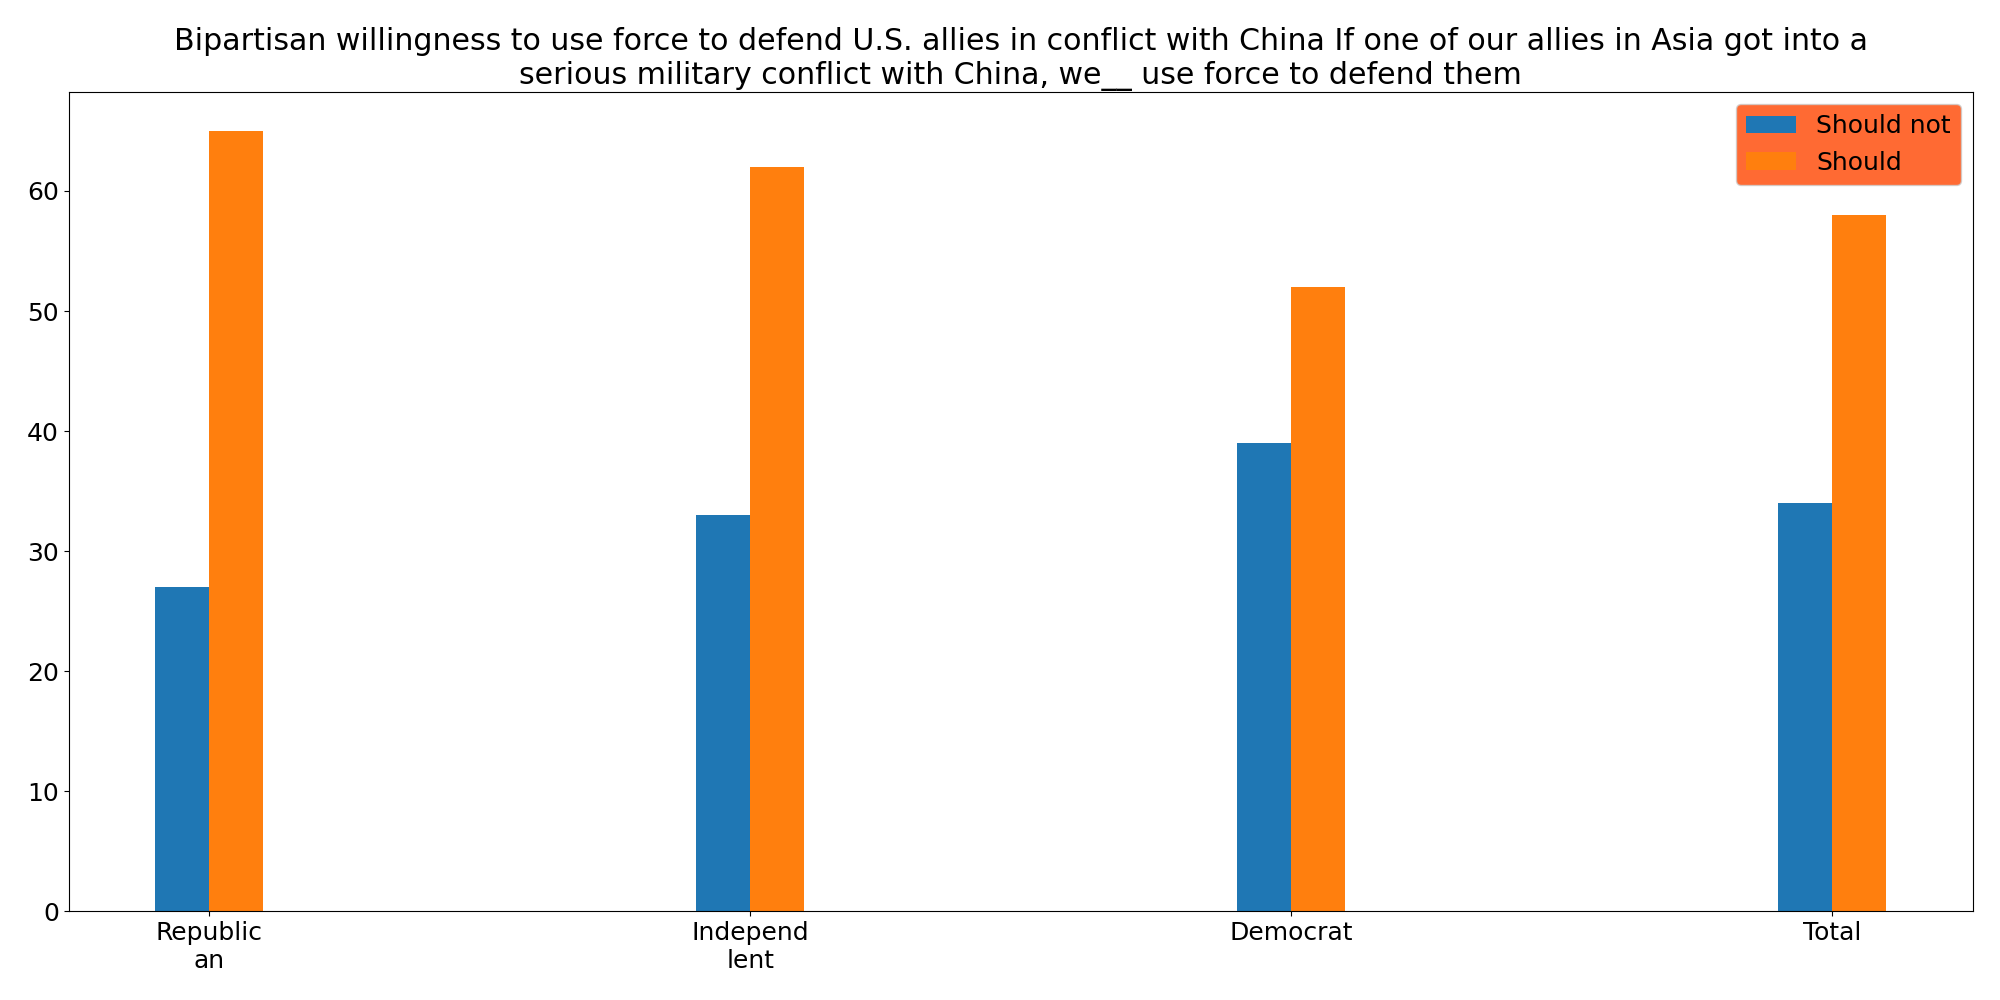 Bipartisan willingness to use force to defend U.S. allies in conflict with China If one of our allies in Asia got into a
serious military conflict with China, we__ use force to defend them
Should not
Should
60
50
40
30
20
10
0
Republic
an
Independ
lent
Democrat
Total